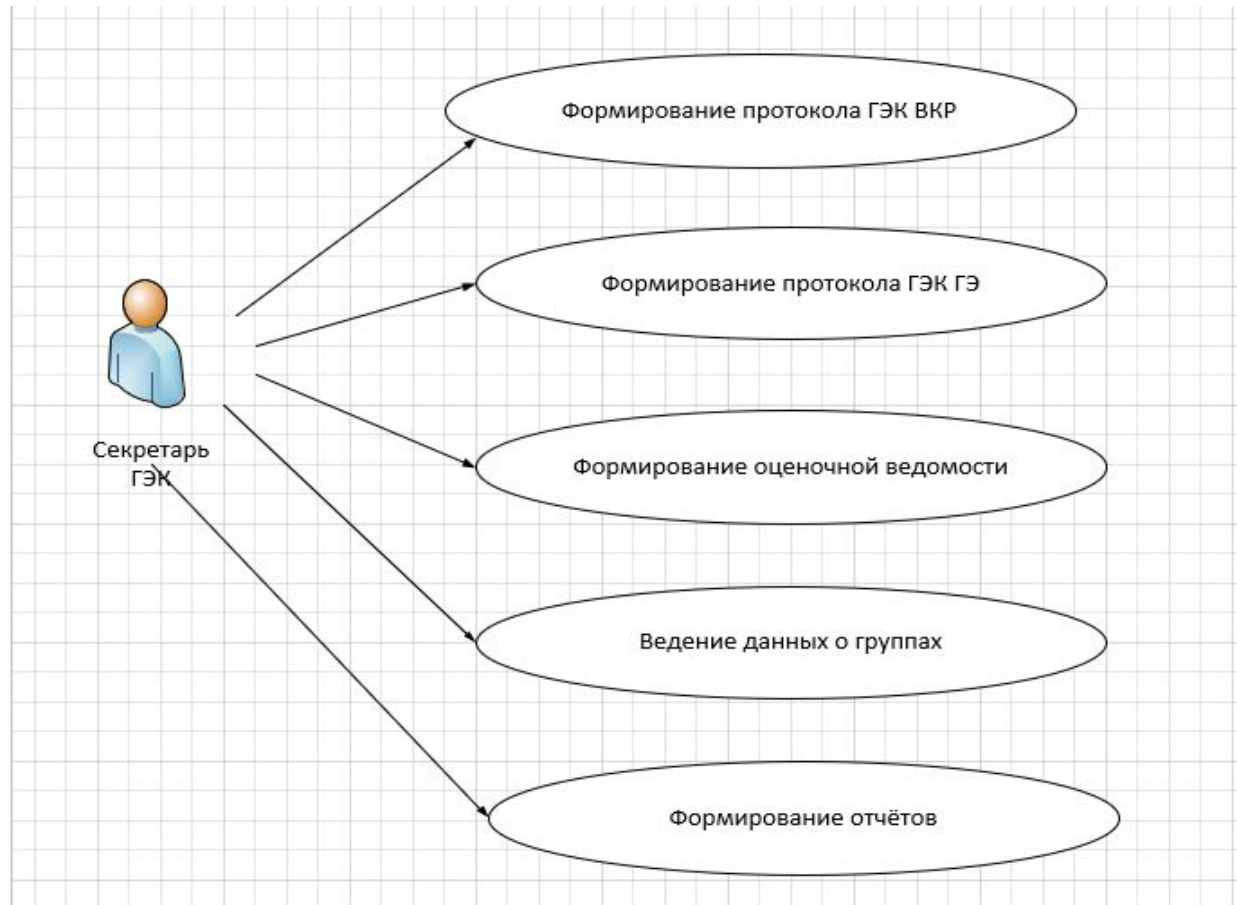 Формирование протокола ГЭК ВКР
Формирование протокола ГЭК ГЭ
Секретарь
ГЭК
Формирование оценочной ведомости
Ведение данных о группах
Формирование отчётов